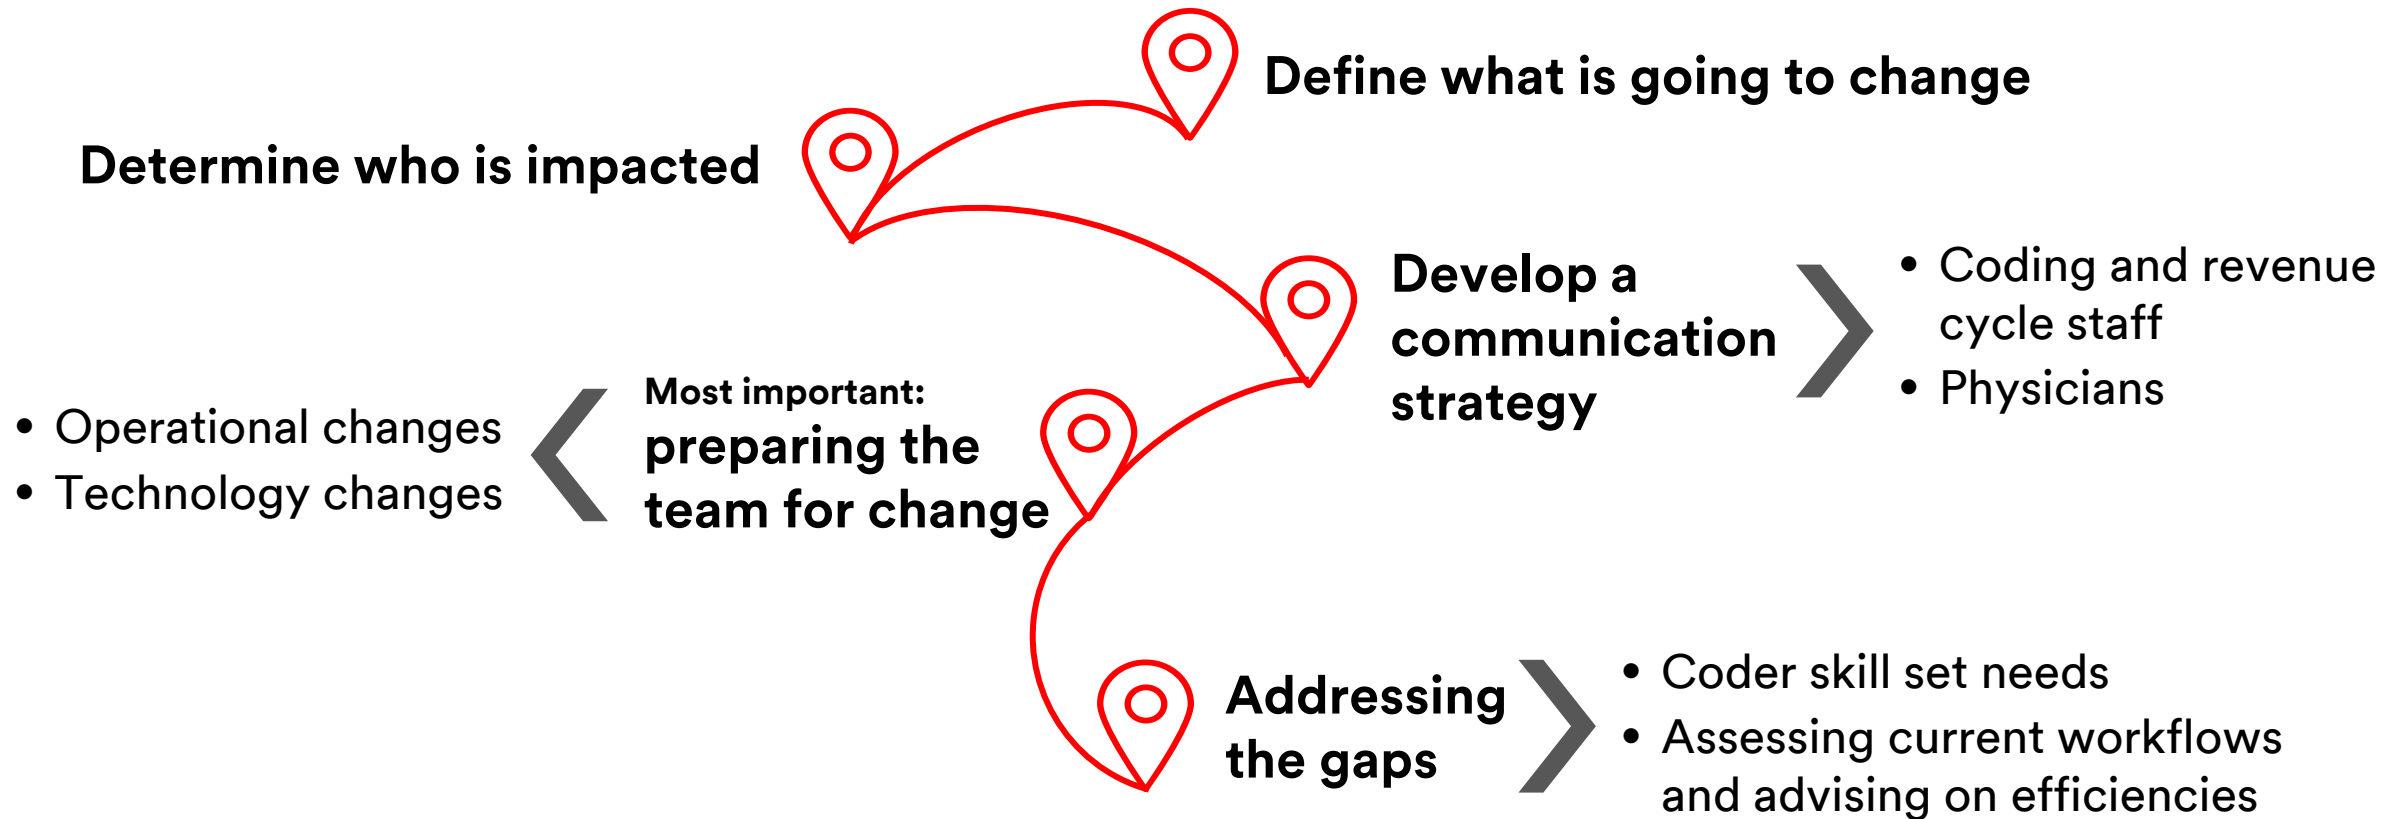 Define what is going to change
Determine who is impacted
Develop a
communication
strategy
• Coding and revenue
cycle staff
• Physicians
Most important:
preparing the
team for change
• Operational changes
• Technology changes
Addressing
the gaps
• Coder skill set needs
• Assessing current workflows
and advising on efficiencies